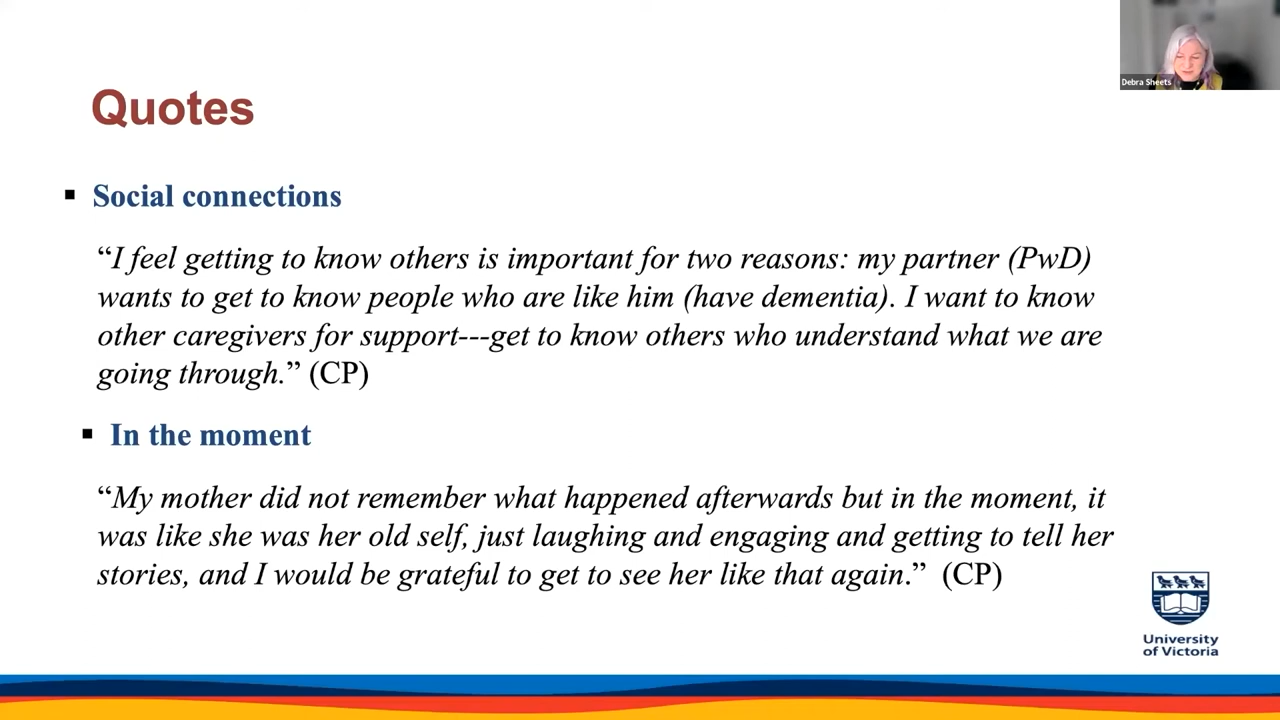 Debra Sheets
Quotes
▪ Social connections
“I feel getting to know others is important for two reasons: my partner (PwD)
wants to get to know people who are like him (have dementia). I want to know
other caregivers for support---get to know others who understand what we are
going through.” (CP)
▪ In the moment
“My mother did not remember what happened afterwards but in the moment, it
was like she was her old self, just laughing and engaging and getting to tell her
stories, and I would be grateful to get to see her like that again.” (CP)
University
of Victoria